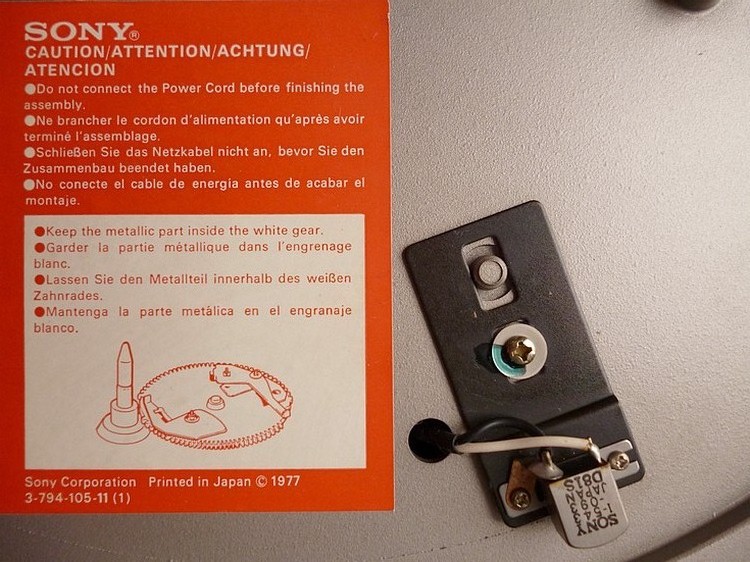 SONY®
CAUTION/ATTENTION/ACHTUNG/
ATENCION
●Do not connect the Power Cord before finishing the
assembly.
●Ne brancher le cordon d'alimentation qu'après avoir
terminé l'assemblage.
●Schließen Sie das Netzkabel nicht an, bevor Sie den
Zusammenbau beendet haben.
●No conecte el cable de energía antes de acabar el
montaje.
●Keep the metallic part inside the white gear.
●Garder la partie métallique dans l'engrenage
blanc.
●Lassen Sie den Metallteil innerhalb des weißen
Zahnrades.
●Mantenga la parte metálica en el engranaje
blanco.
Sony Corporation Printed in Japan © 1977
3-794-105-11 (1)